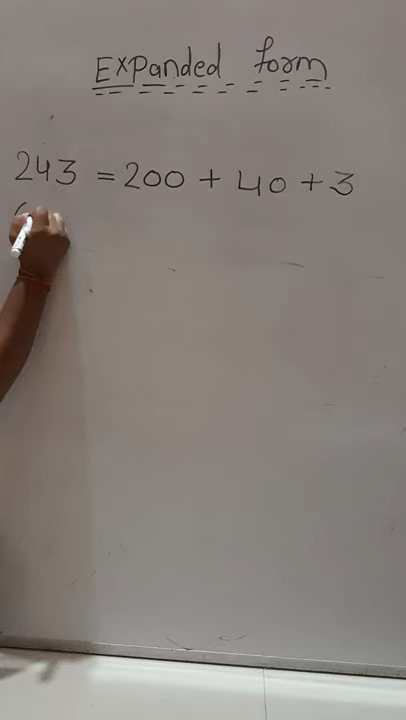 Expanded form
243 = 200 + 40 + 3